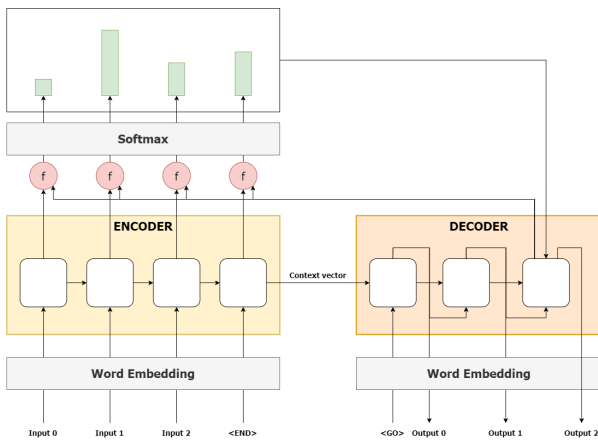 Softmax
f f f f
ENCODER
DECODER
Context vector
Word Embedding
Word Embedding
Input 0 Input 1 Input 2 <END> <GO> Output 0 Output 1 Output 2